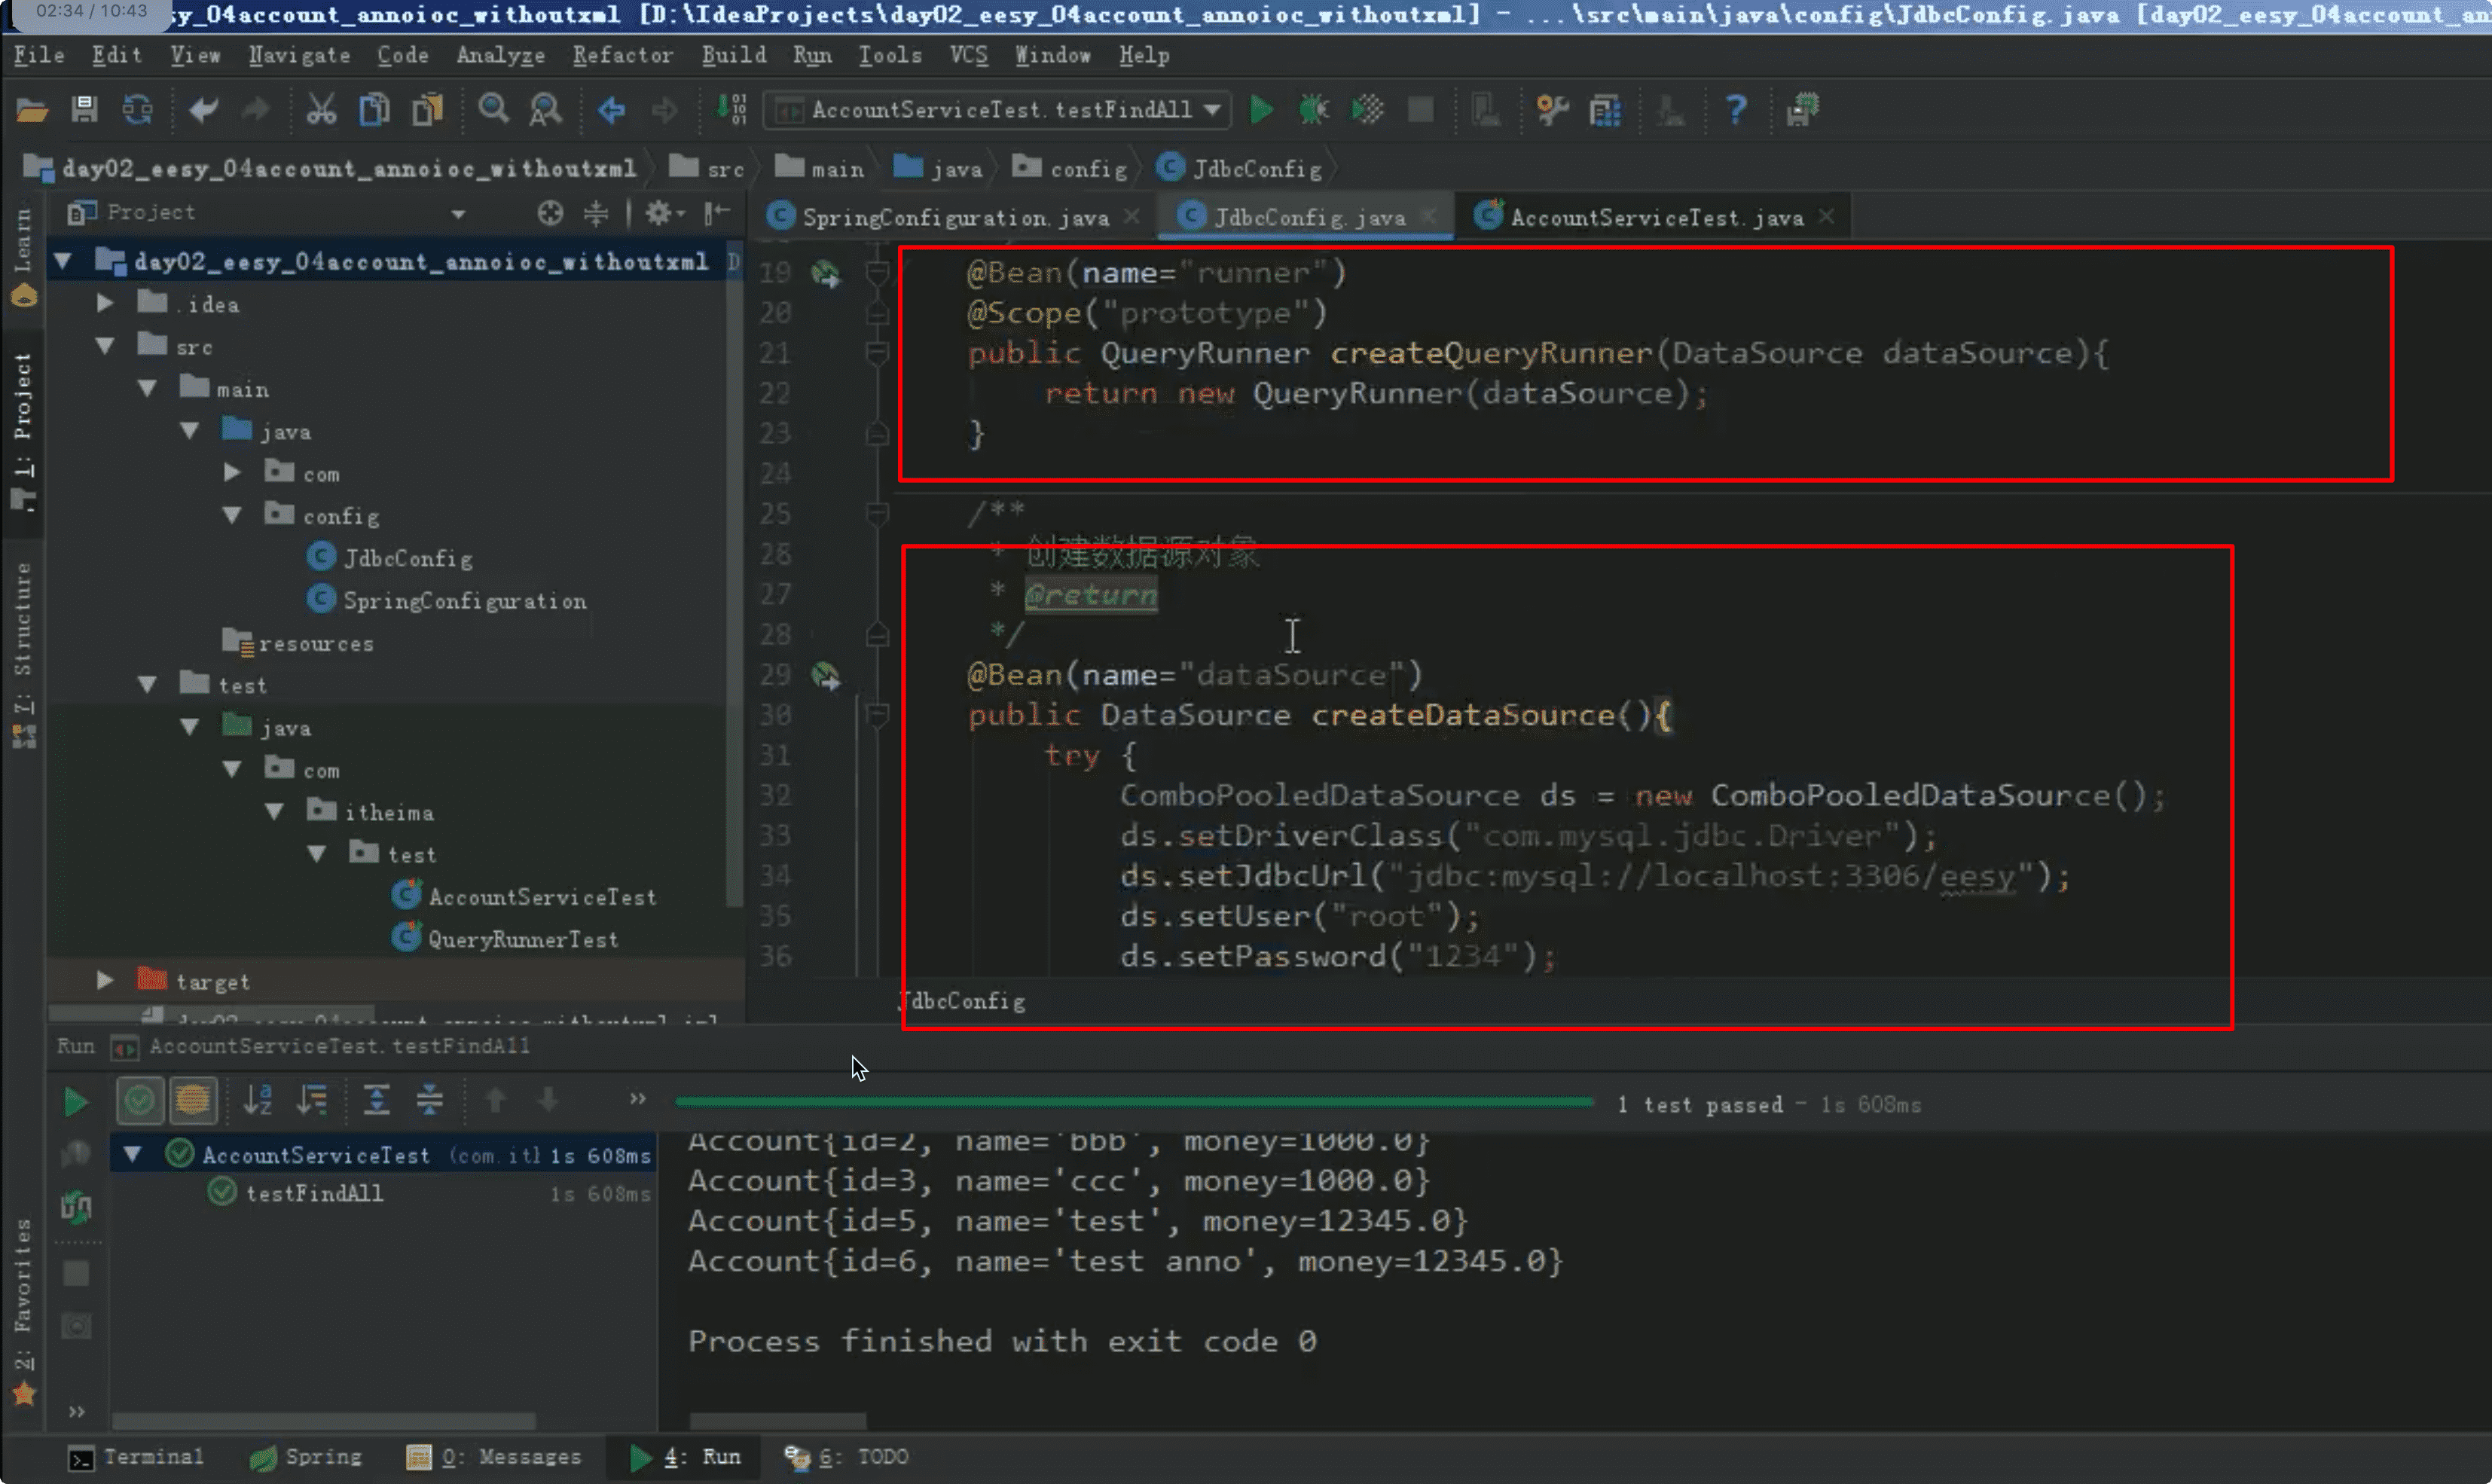 02:34 / 10:43
sy_04account_annoioc_withoutxml [D:\IdeaProjects\day02_eesy_04account_annoioc_withoutxml] - ...\src\main\java\config\JdbcConfig.java [day02_eesy_04account_an
File Edit View Navigate Code Analyze Refactor Build Run Tools VCS Window Help
AccountServiceTest.testFindAll
day02_eesy_04account_annoioc_withoutxml src main java config JdbcConfig
Project
SpringConfiguration.java JdbcConfig.java AccountServiceTest.java
Learn
1: Project
7: Structure
2: Favorites
day02_eesy_04account_annoioc_withoutxml D
.idea
src
main
java
com
config
JdbcConfig
SpringConfiguration
resources
test
java
com
itheima
test
AccountServiceTest
QueryRunnerTest
target
day02_eesy_04account_annoioc_withoutxml.iml
19 @Bean(name="runner")
20 @Scope("prototype")
21 public QueryRunner createQueryRunner(DataSource dataSource){
22 return new QueryRunner(dataSource);
23 }
24
25 /**
26 * 创建数据源对象
27 * @return
28 */
29 @Bean(name="dataSource")
30 public DataSource createDataSource(){
31 try {
32 ComboPooledDataSource ds = new ComboPooledDataSource();
33 ds.setDriverClass("com.mysql.jdbc.Driver");
34 ds.setJdbcUrl("jdbc:mysql://localhost:3306/eesy");
35 ds.setUser("root");
36 ds.setPassword("1234");
JdbcConfig
Run AccountServiceTest.testFindAll
1 test passed - 1s 608ms
AccountServiceTest (com.itl 1s 608ms
testFindAll 1s 608ms
Account{id=2, name='bbb', money=1000.0}
Account{id=3, name='ccc', money=1000.0}
Account{id=5, name='test', money=12345.0}
Account{id=6, name='test anno', money=12345.0}
Process finished with exit code 0
Terminal Spring 0: Messages 4: Run 6: TODO